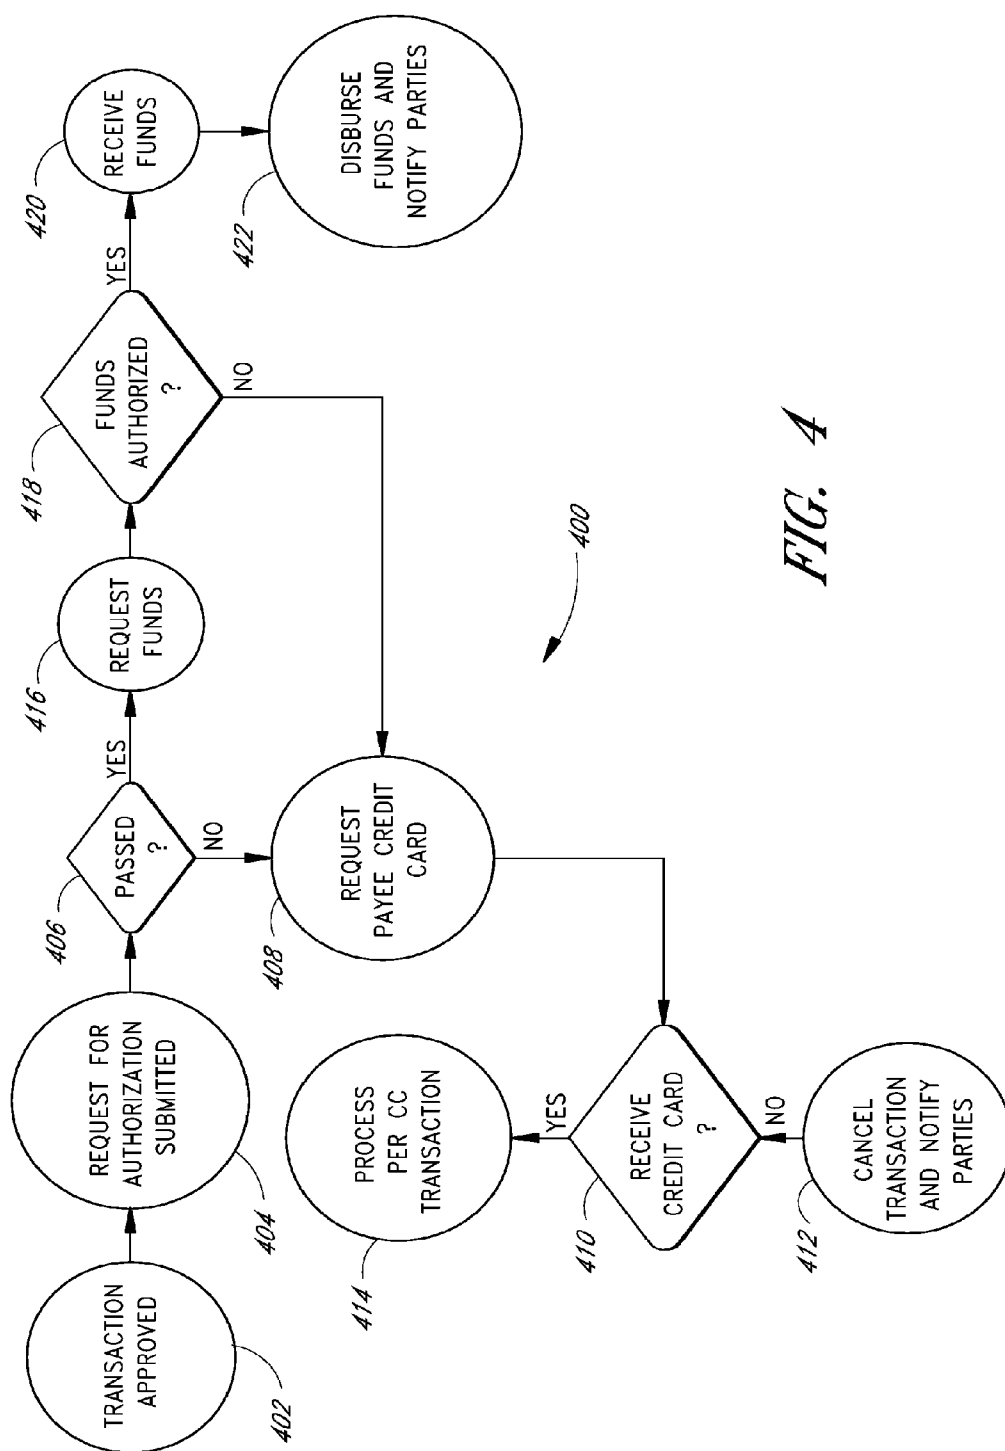 TRANSACTION
APPROVED
402
REQUEST FOR
AUTHORIZATION
SUBMITTED
404
PASSED
?
406
YES
NO
REQUEST
FUNDS
416
FUNDS
AUTHORIZED
?
418
YES
NO
RECEIVE
FUNDS
420
DISBURSE
FUNDS AND
NOTIFY PARTIES
422
REQUEST
PAYEE CREDIT
CARD
408
RECEIVE
CREDIT CARD
?
410
YES
NO
PROCESS
PER CC
TRANSACTION
414
CANCEL
TRANSACTION
AND NOTIFY
PARTIES
412
400
FIG. 4